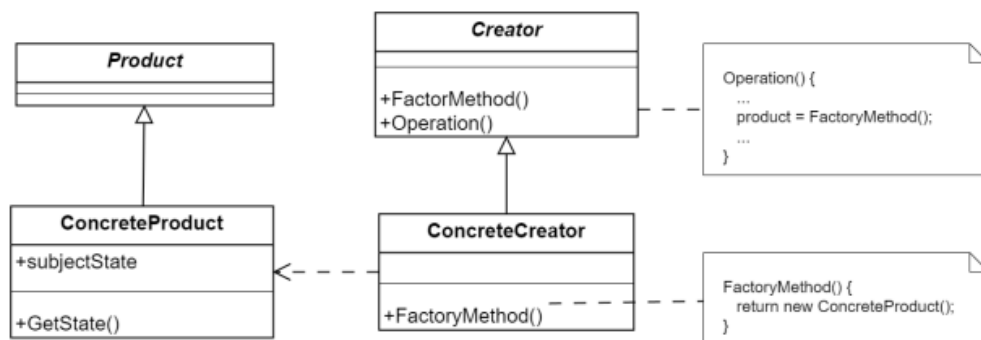 Product
Creator
+FactorMethod()
+Operation()
Operation() {
...
product = FactoryMethod();
...
}
ConcreteProduct
+subjectState
+GetState()
ConcreteCreator
+FactoryMethod()
FactoryMethod() {
return new ConcreteProduct();
}